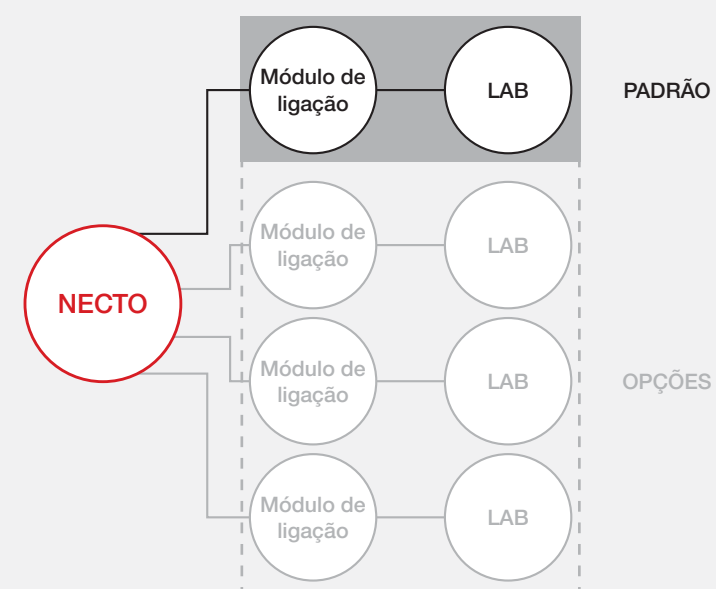 Módulo de
ligação
LAB
PADRÃO
Módulo de
ligação
LAB
NECTO
Módulo de
ligação
LAB
OPÇÕES
Módulo de
ligação
LAB